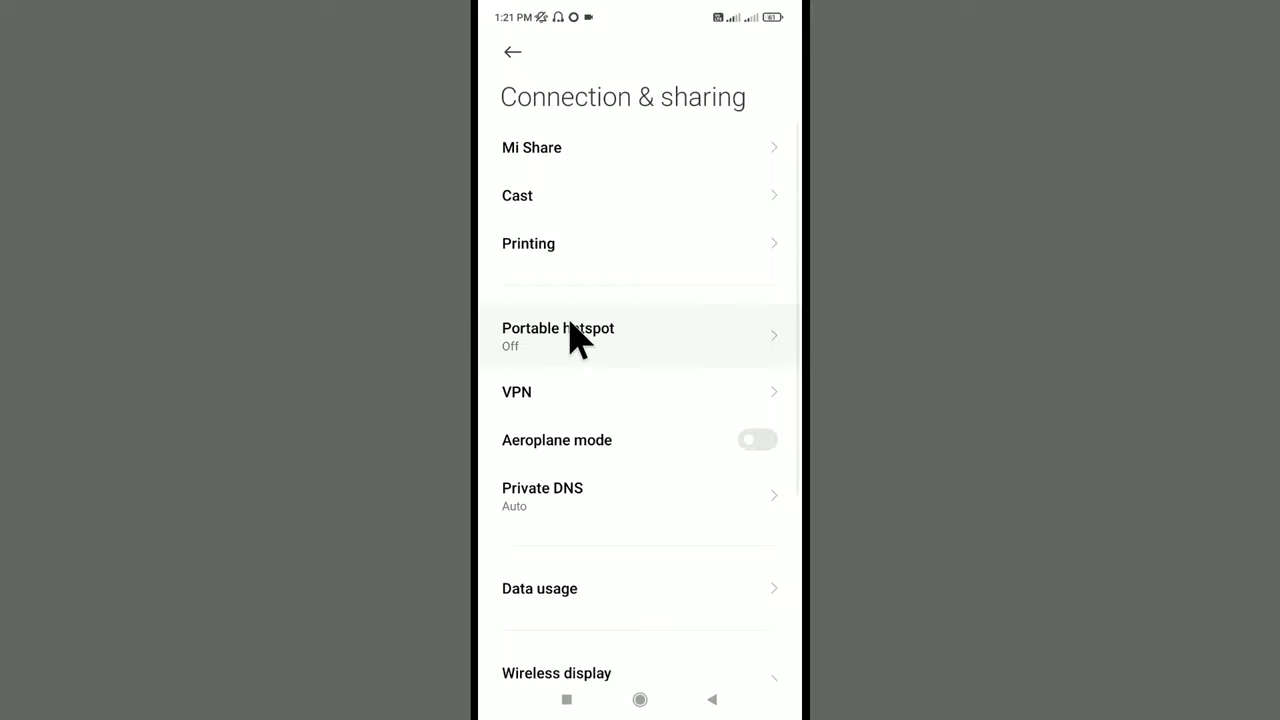 1:21 PM
61
Connection & sharing
Mi Share
Cast
Printing
Portable hotspot
Off
VPN
Aeroplane mode
Private DNS
Auto
Data usage
Wireless display